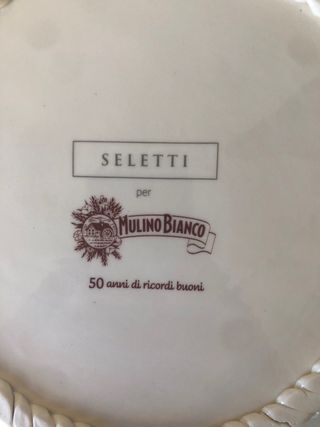 SELETTI
per
MULINO BIANCO
50 anni di ricordi buoni